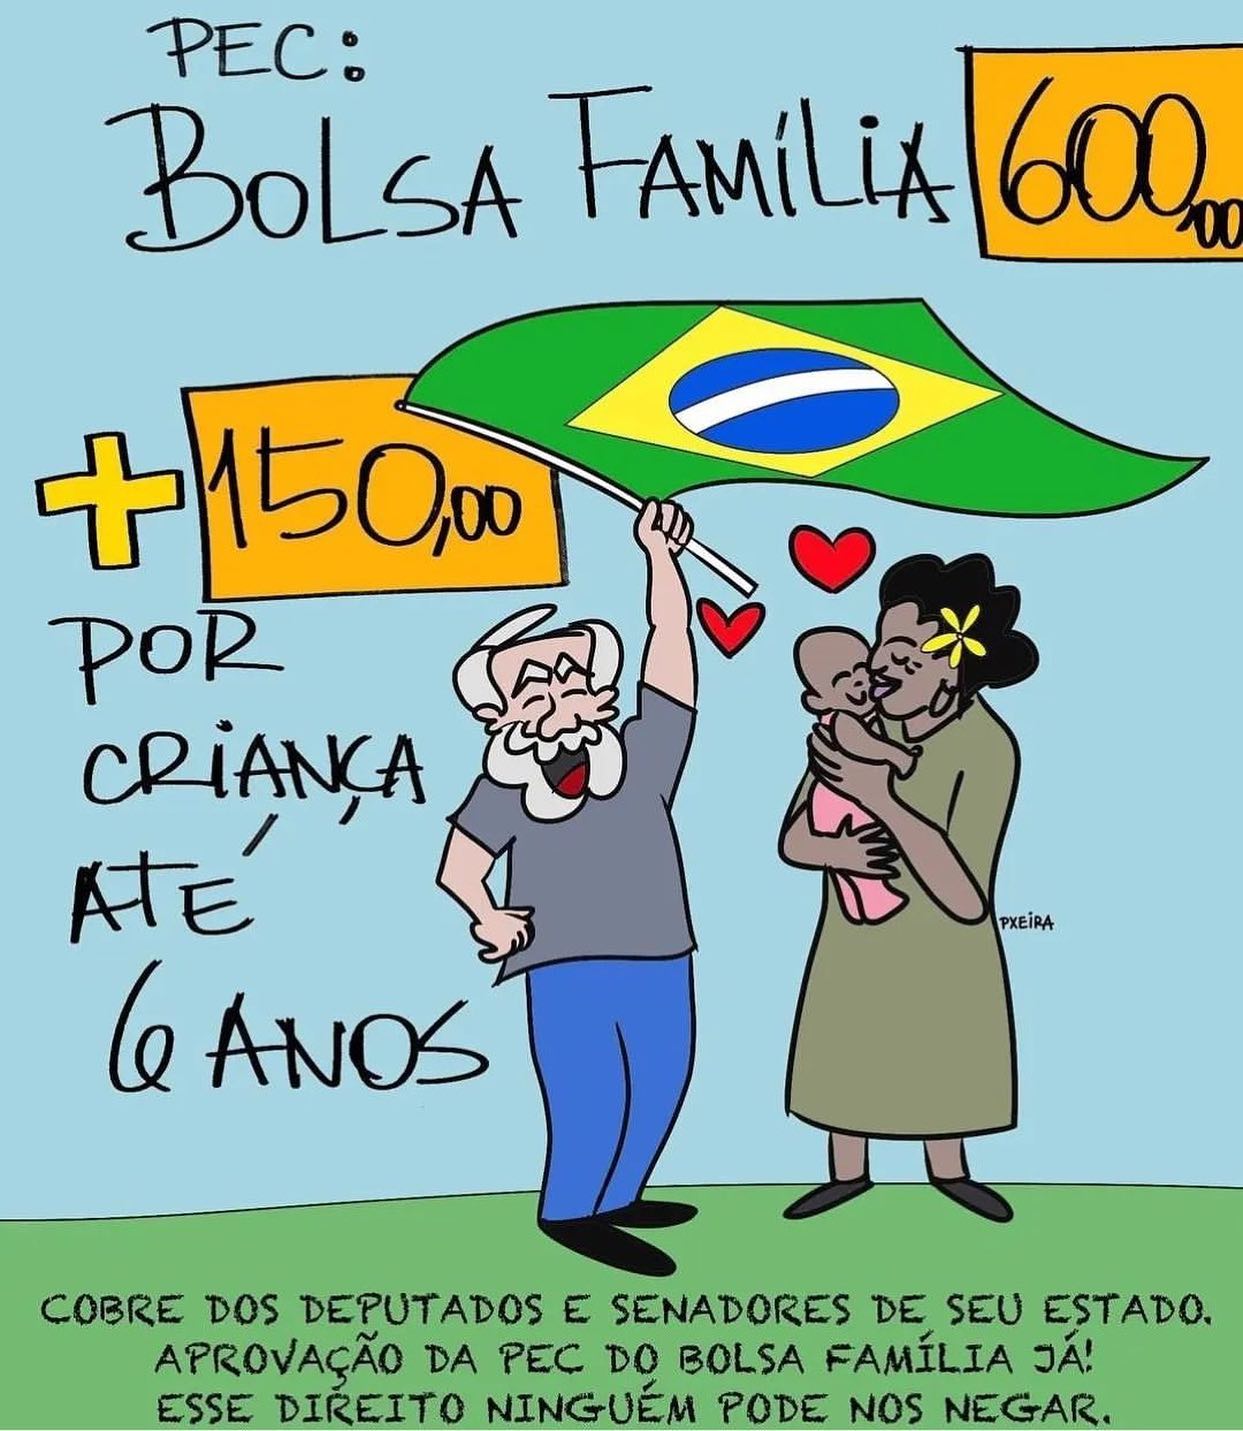 PEC:
BOLSA FAMÍLIA 600,00
+ 150,00
POR
CRIANÇA
ATÉ
6 ANOS
PXEIRA
COBRE DOS DEPUTADOS E SENADORES DE SEU ESTADO.
APROVAÇÃO DA PEC DO BOLSA FAMÍLIA JÁ!
ESSE DIREITO NINGUÉM PODE NOS NEGAR.